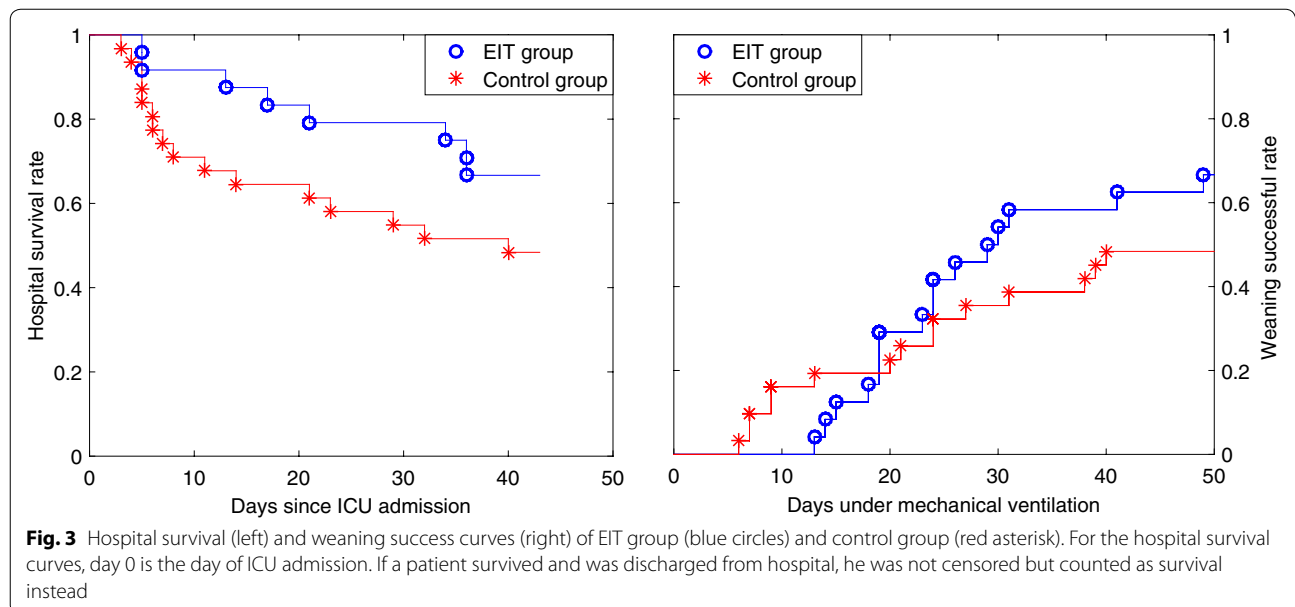 EIT group
Control group
1
0.8
0.6
0.4
0.2
0
Hospital survival rate
0 10 20 30 40 50
Days since ICU admission
EIT group
Control group
1
0.8
0.6
0.4
0.2
0
Weaning successful rate
0 10 20 30 40 50
Days under mechanical ventilation
Fig. 3 Hospital survival (left) and weaning success curves (right) of EIT group (blue circles) and control group (red asterisk). For the hospital survival
curves, day 0 is the day of ICU admission. If a patient survived and was discharged from hospital, he was not censored but counted as survival
instead